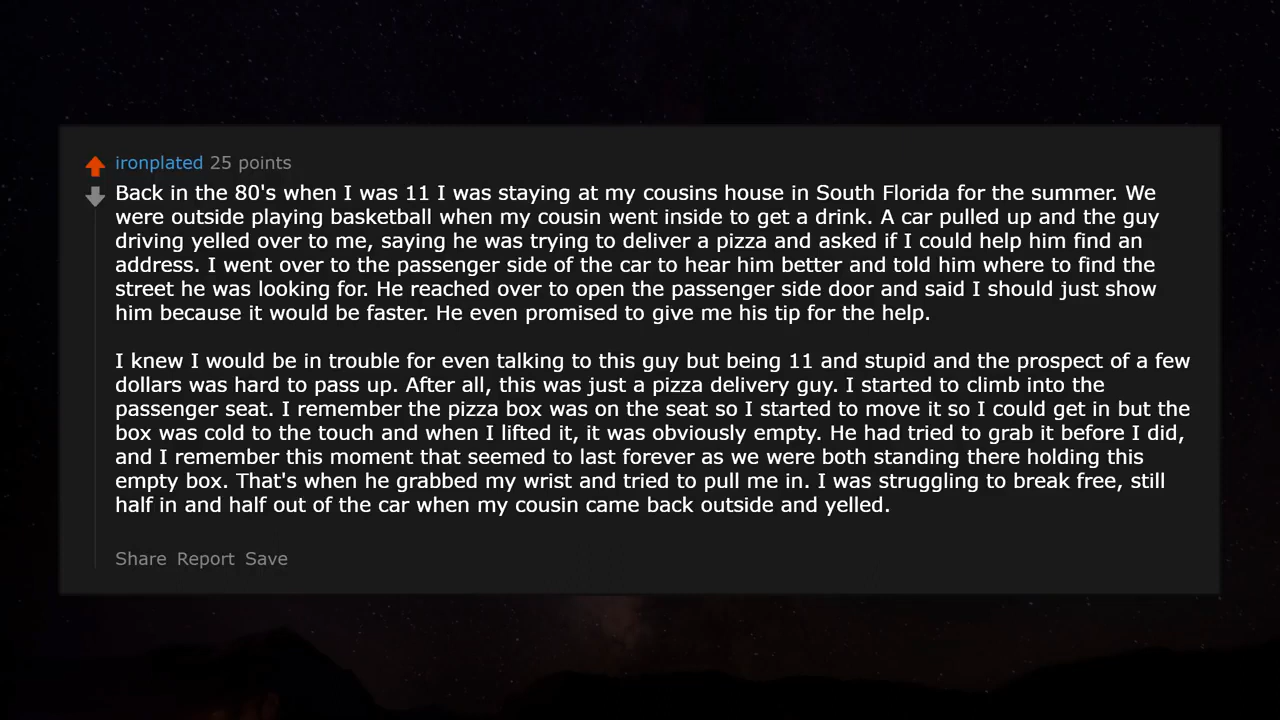 ironplated 25 points
Back in the 80's when I was 11 I was staying at my cousins house in South Florida for the summer. We
were outside playing basketball when my cousin went inside to get a drink. A car pulled up and the guy
driving yelled over to me, saying he was trying to deliver a pizza and asked if I could help him find an
address. I went over to the passenger side of the car to hear him better and told him where to find the
street he was looking for. He reached over to open the passenger side door and said I should just show
him because it would be faster. He even promised to give me his tip for the help.
I knew I would be in trouble for even talking to this guy but being 11 and stupid and the prospect of a few
dollars was hard to pass up. After all, this was just a pizza delivery guy. I started to climb into the
passenger seat. I remember the pizza box was on the seat so I started to move it so I could get in but the
box was cold to the touch and when I lifted it, it was obviously empty. He had tried to grab it before I did,
and I remember this moment that seemed to last forever as we were both standing there holding this
empty box. That's when he grabbed my wrist and tried to pull me in. I was struggling to break free, still
half in and half out of the car when my cousin came back outside and yelled.
Share Report Save